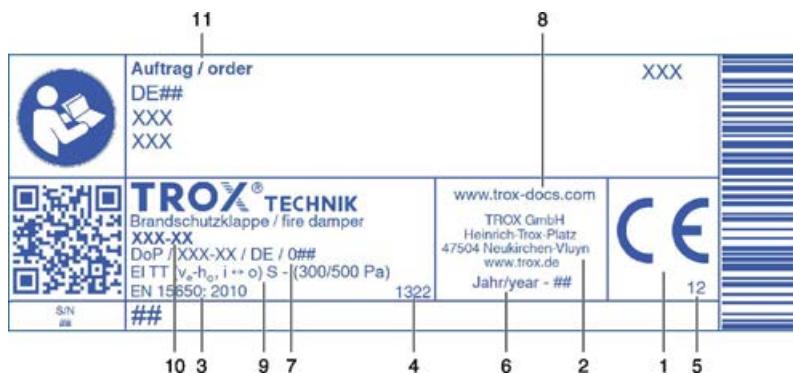 11 8
Auftrag / order XXX
DE##
XXX
XXX
TROX® TECHNIK
Brandschutzklappe / fire damper
XXX-XX
DoP / XXX-XX / DE / 0##
EI TT (vₑ-hₒ, i ↔ o) S - (300/500 Pa)
EN 15650: 2010 1322
www.trox-docs.com
TROX GmbH
Heinrich-Trox-Platz
47504 Neukirchen-Vluyn
www.trox.de
Jahr/year - ##
CE
12
S/N
##
##
10 3 9 7 4 6 2 1 5